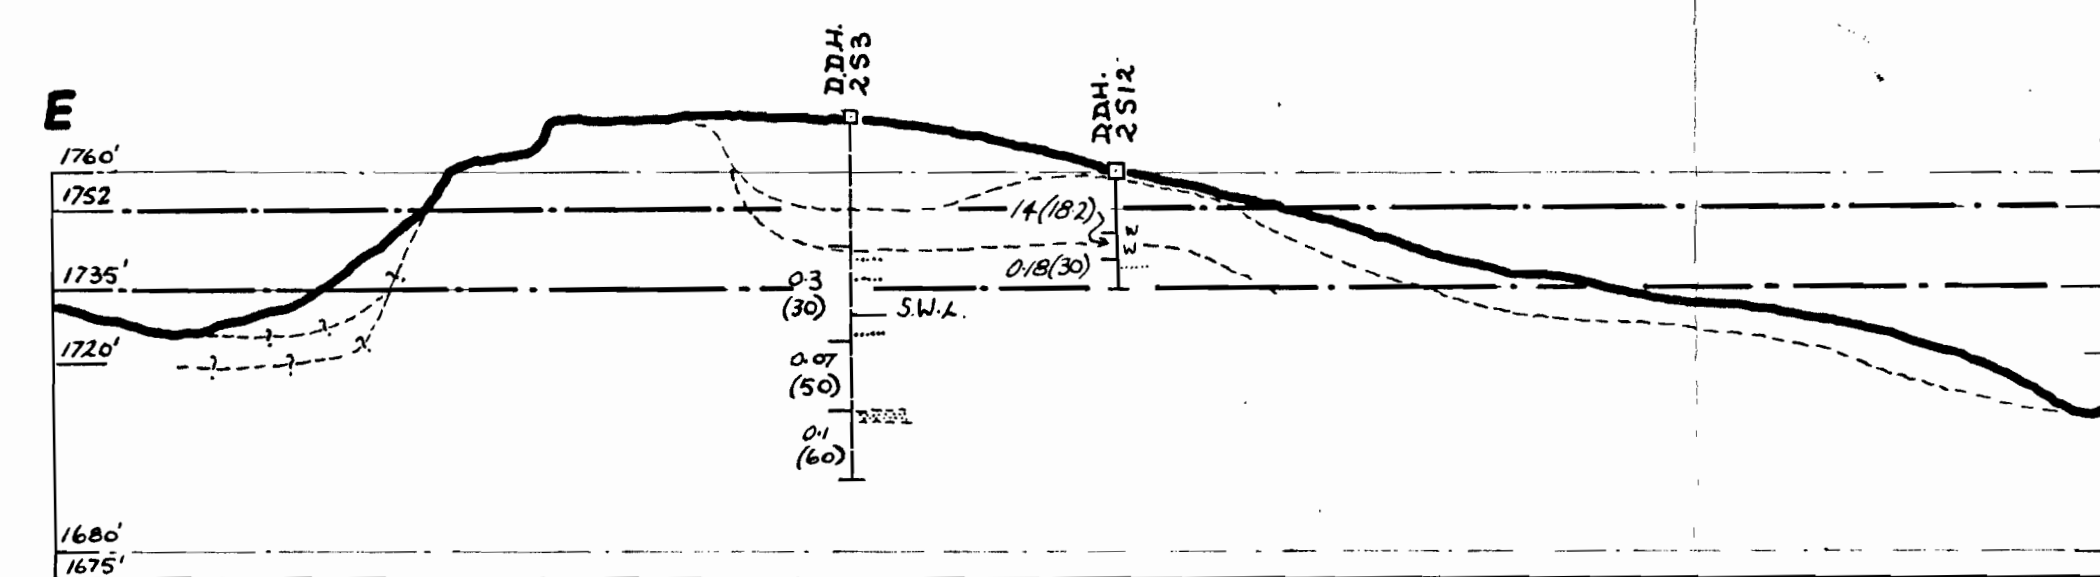 E
D.D.H.
2S3
D.D.H.
2S12
1760'
1752
14(18.2)
W
W
1735'
0.18(30)
0.3
(30)
S.W.L.
?
?
?
?
1720'
?
?
?
0.07
(50)
0.1
(60)
1680'
1675'